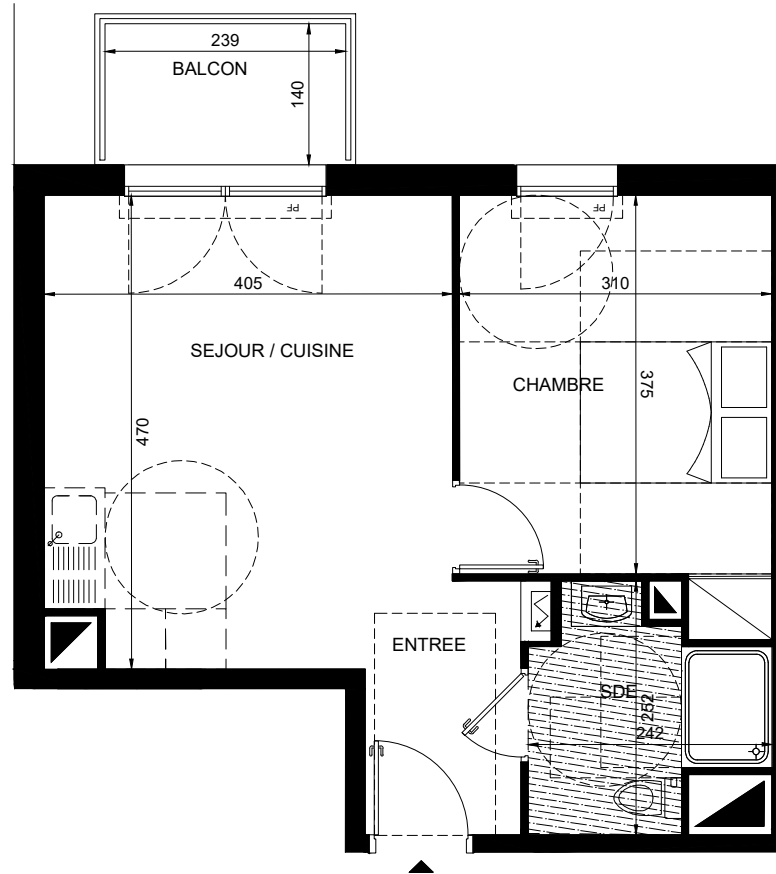 239
BALCON
140
PF
PF
405
310
SEJOUR / CUISINE
CHAMBRE
375
470
ENTREE
SDE
252
242